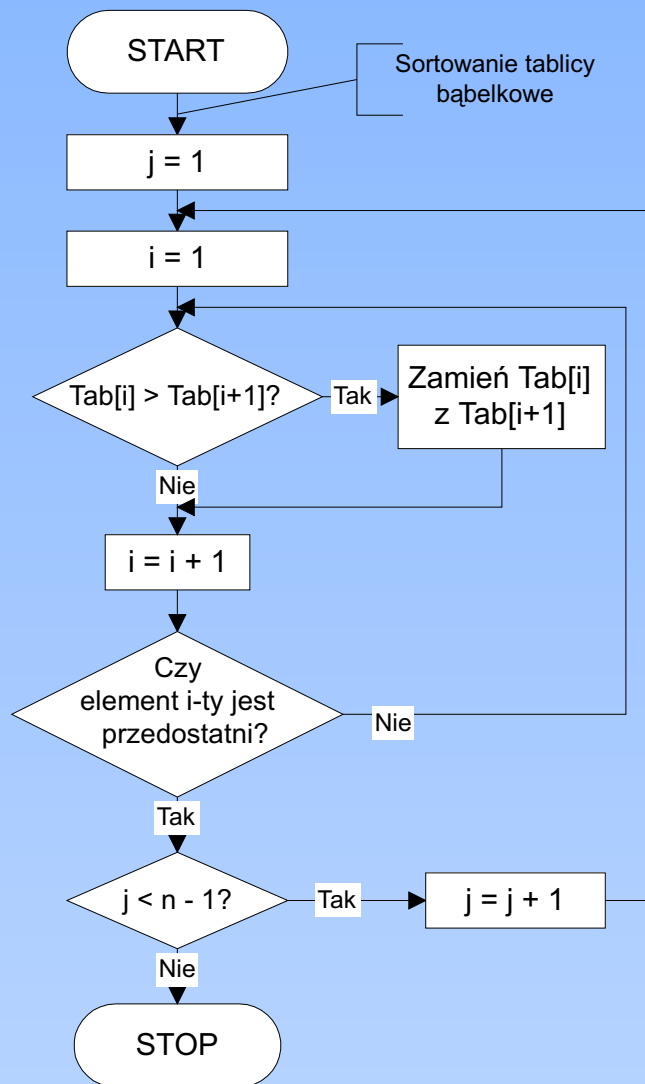 START
Sortowanie tablicy
bąbelkowe
j = 1
i = 1
Tab[i] > Tab[i+1]?
Tak
Zamień Tab[i]
z Tab[i+1]
Nie
i = i + 1
Czy
element i-ty jest
przedostatni?
Nie
Tak
j < n - 1?
Tak
j = j + 1
Nie
STOP